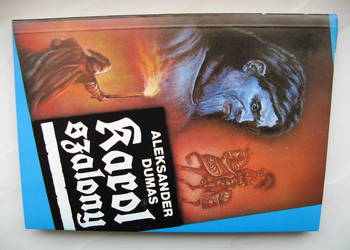 ALEKSANDER
DUMAS
Karol
szalony